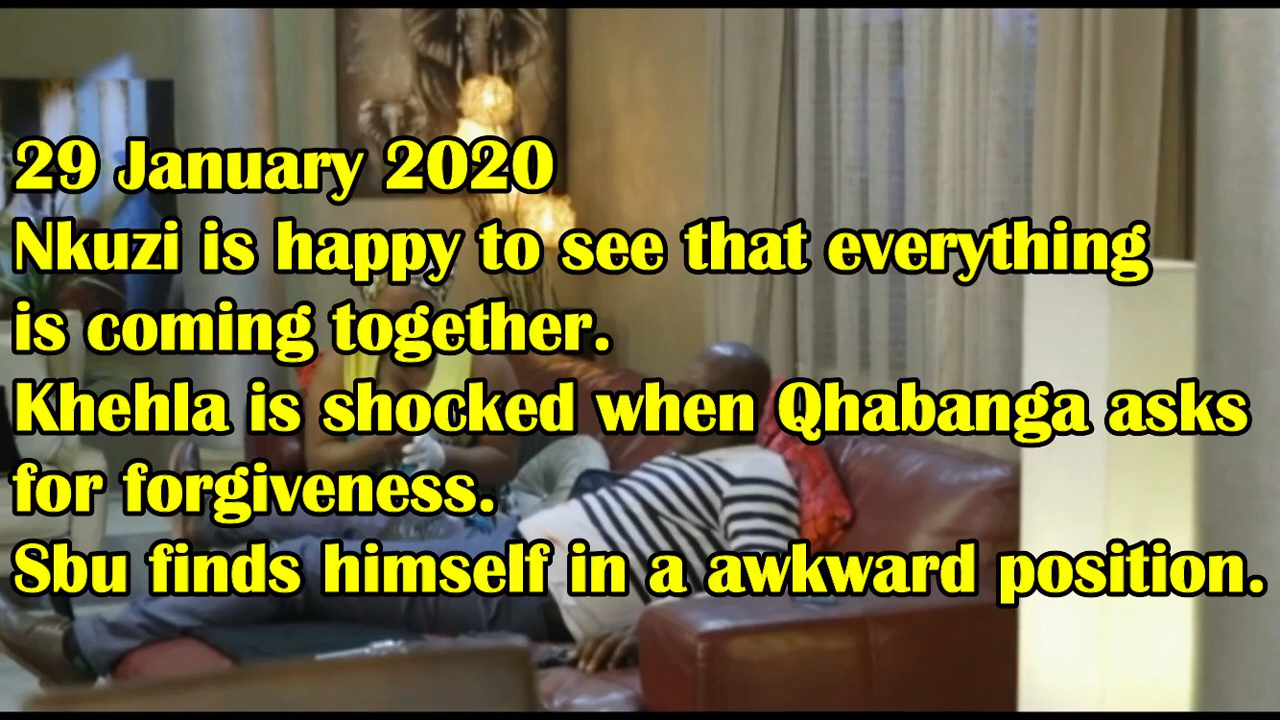 29 January 2020
Nkuzi is happy to see that everything
is coming together.
Khehla is shocked when Qhabanga asks
for forgiveness.
Sbu finds himself in a awkward position.